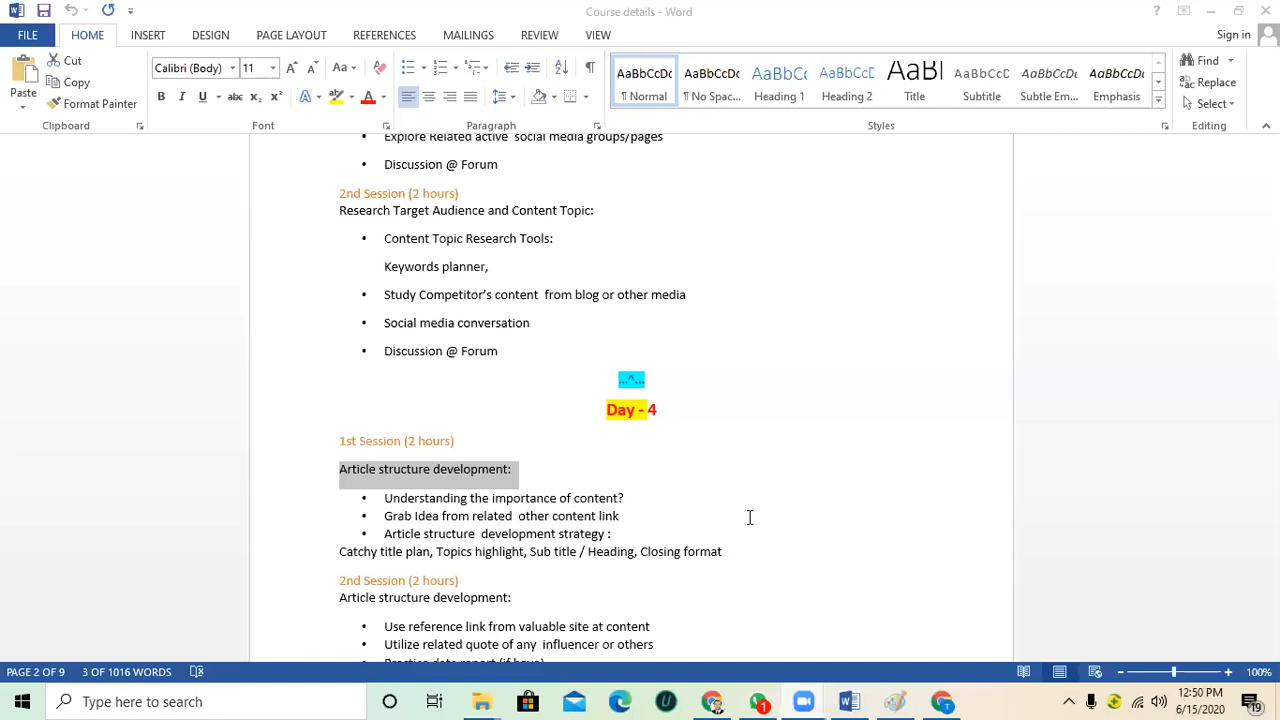 Course details - Word
FILE HOME INSERT DESIGN PAGE LAYOUT REFERENCES MAILINGS REVIEW VIEW Sign in
Cut
Copy
Format Painter
Paste
Clipboard
Calibri (Body) 11
Font
Paragraph
AaBbCcDc AaBbCcDc AaBbCc AaBbCcD AaBl AaBbCcD AaBbCcDc AaBbCcDc
¶ Normal ¶ No Spac... Heading 1 Heading 2 Title Subtitle Subtle Em... Emphasis
Styles
Find
Replace
Select
Editing
• Explore Related active social media groups/pages
• Discussion @ Forum
2nd Session (2 hours)
Research Target Audience and Content Topic:
• Content Topic Research Tools:
Keywords planner,
• Study Competitor’s content from blog or other media
• Social media conversation
• Discussion @ Forum
...^...
Day - 4
1st Session (2 hours)
Article structure development:
• Understanding the importance of content?
• Grab Idea from related other content link
• Article structure development strategy :
Catchy title plan, Topics highlight, Sub title / Heading, Closing format
2nd Session (2 hours)
Article structure development:
• Use reference link from valuable site at content
• Utilize related quote of any influencer or others
• Practice data report (if have)
PAGE 2 OF 9 3 OF 1016 WORDS 100%
Type here to search
12:50 PM
6/15/2020